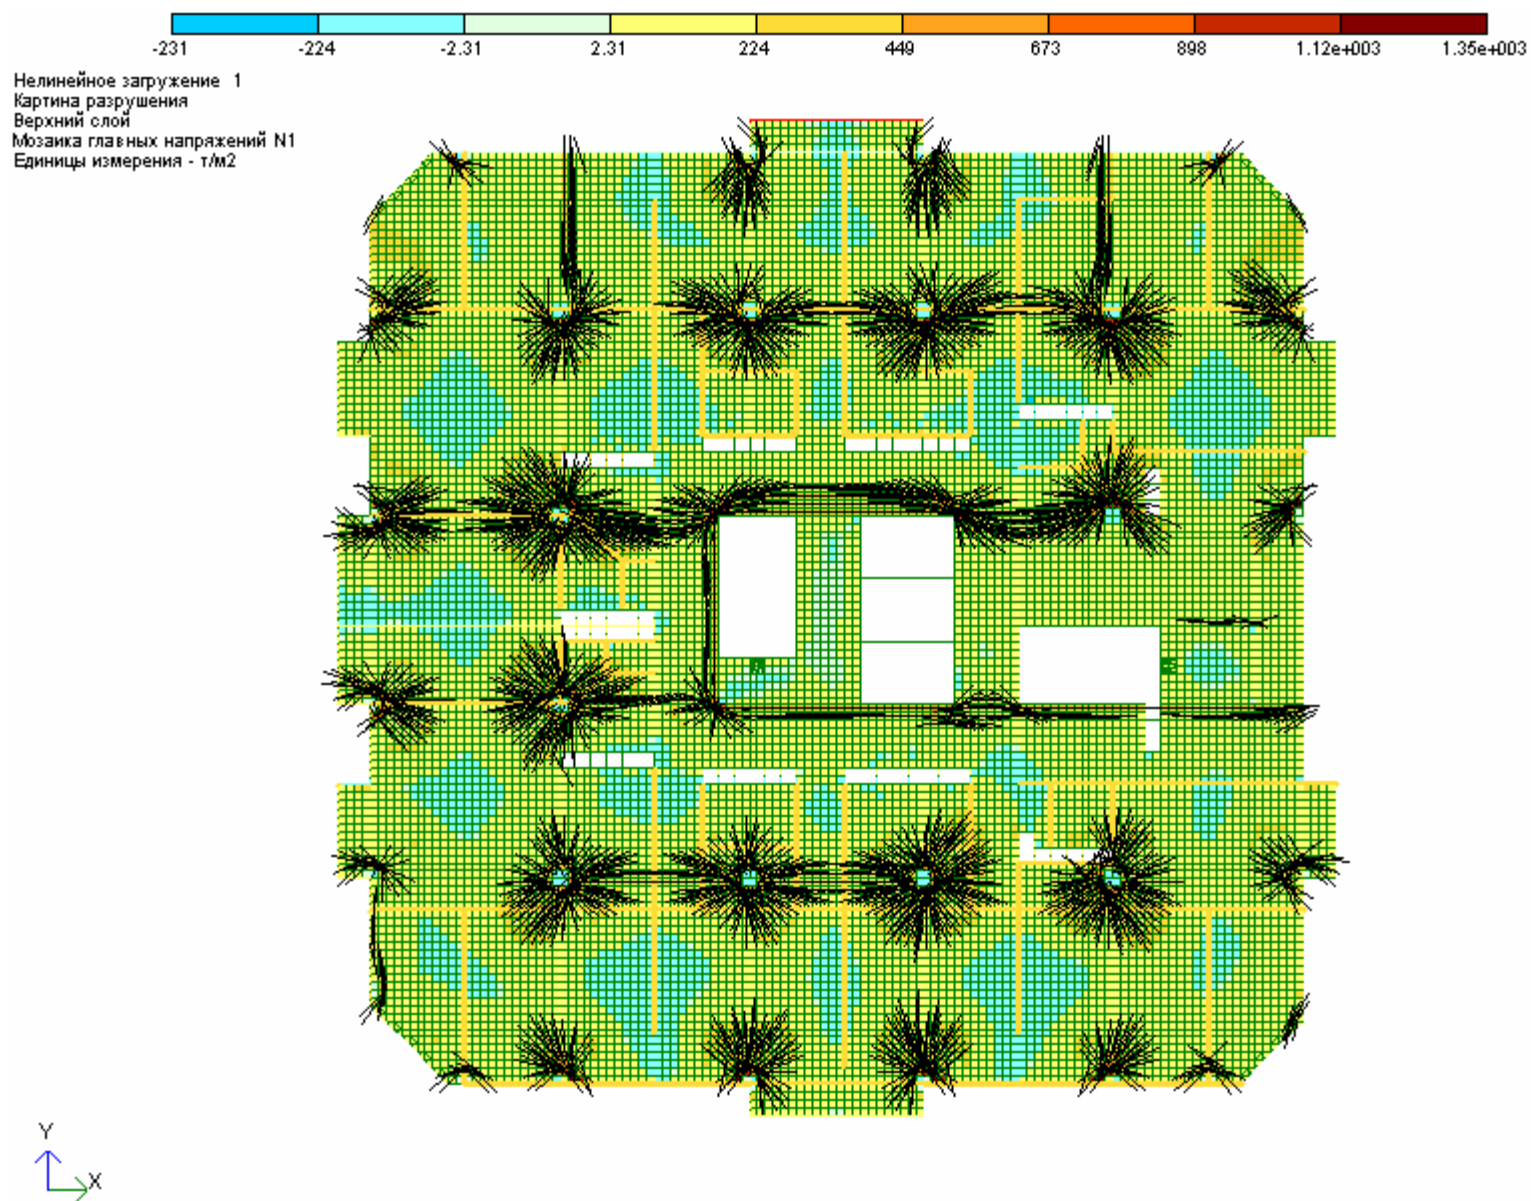 -231 -224 -2.31 2.31 224 449 673 898 1.12e+003 1.35e+003
Нелинейное загружение 1
Картина разрушения
Верхний слой
Мозаика главных напряжений N1
Единицы измерения - т/м2
Y
X